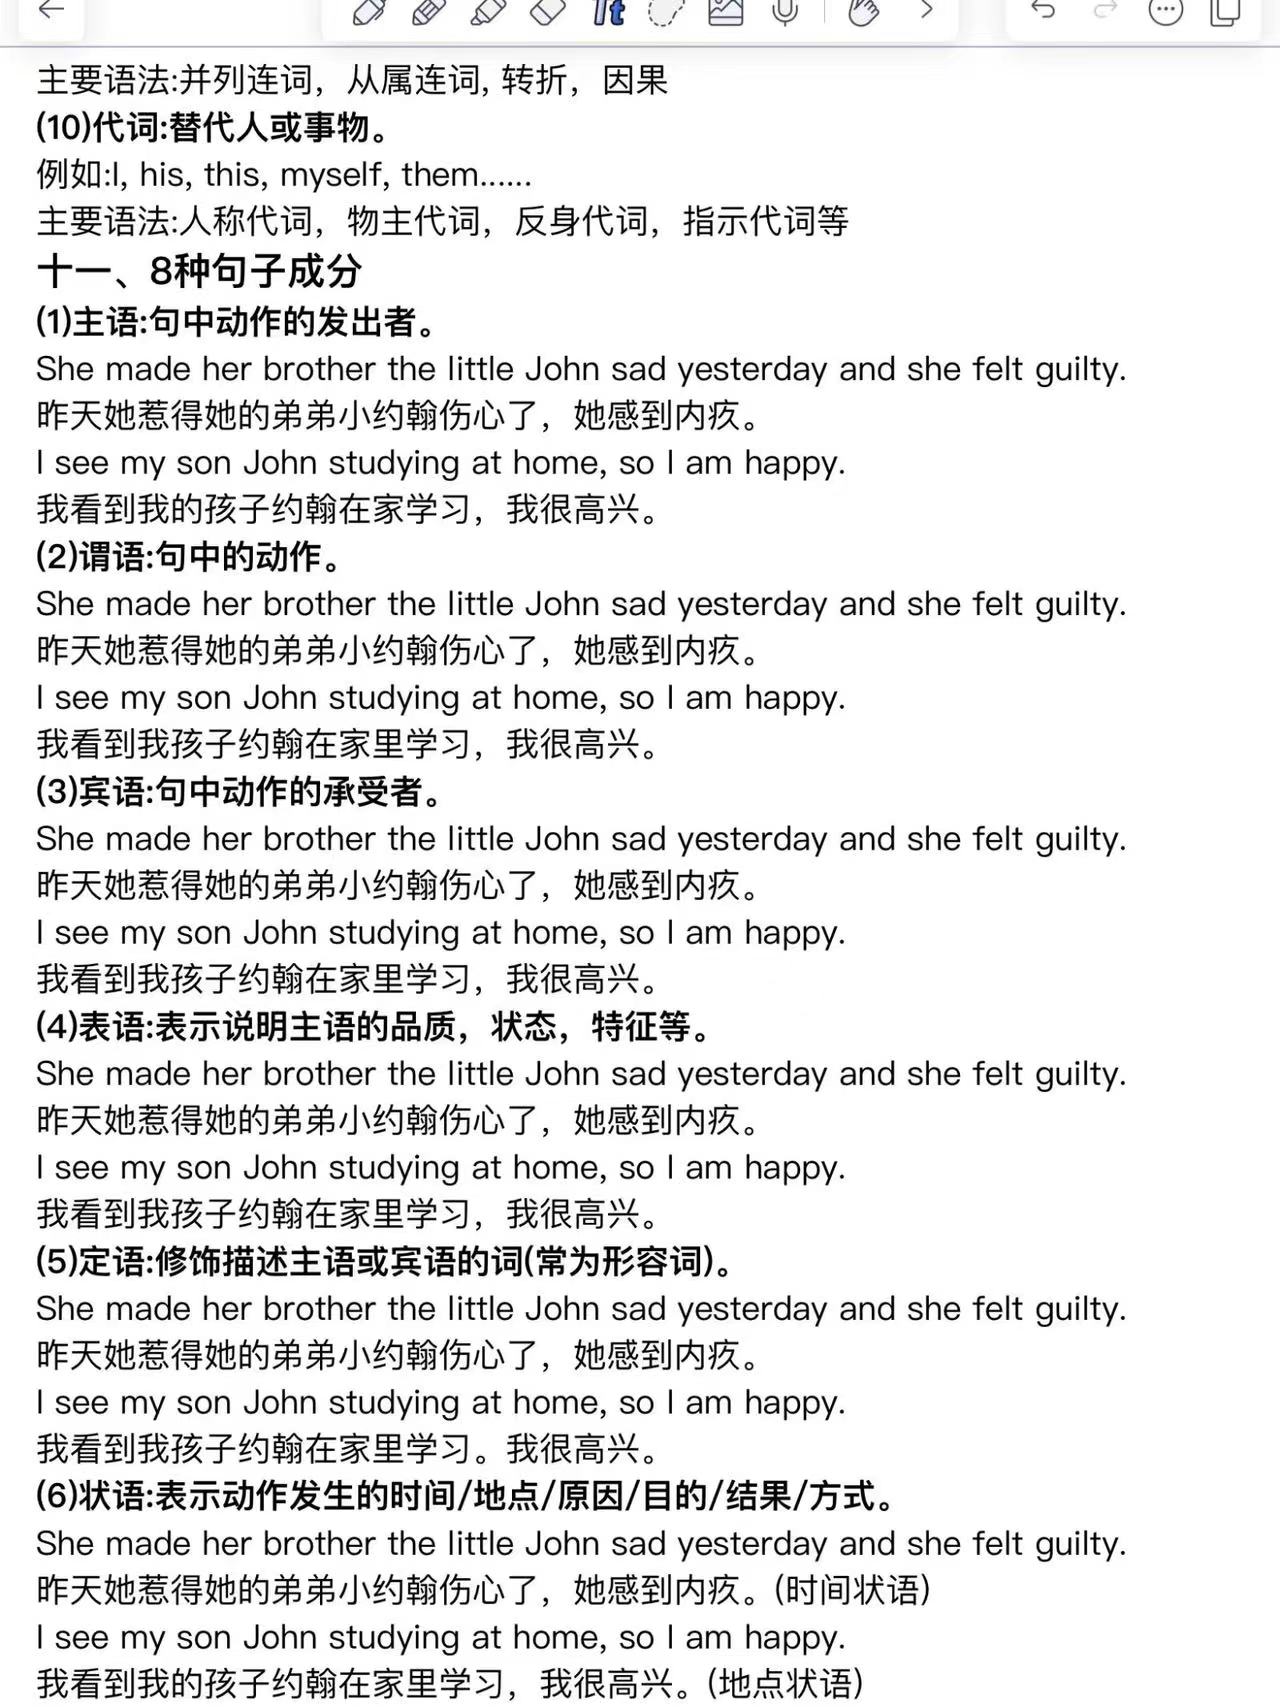 Tt
主要语法:并列连词，从属连词, 转折，因果
(10)代词:替代人或事物。
例如:I, his, this, myself, them......
主要语法:人称代词，物主代词，反身代词，指示代词等
十一、8种句子成分
(1)主语:句中动作的发出者。
She made her brother the little John sad yesterday and she felt guilty.
昨天她惹得她的弟弟小约翰伤心了，她感到内疚。
I see my son John studying at home, so I am happy.
我看到我的孩子约翰在家学习，我很高兴。
(2)谓语:句中的动作。
She made her brother the little John sad yesterday and she felt guilty.
昨天她惹得她的弟弟小约翰伤心了，她感到内疚。
I see my son John studying at home, so I am happy.
我看到我孩子约翰在家里学习，我很高兴。
(3)宾语:句中动作的承受者。
She made her brother the little John sad yesterday and she felt guilty.
昨天她惹得她的弟弟小约翰伤心了，她感到内疚。
I see my son John studying at home, so I am happy.
我看到我孩子约翰在家里学习，我很高兴。
(4)表语:表示说明主语的品质，状态，特征等。
She made her brother the little John sad yesterday and she felt guilty.
昨天她惹得她的弟弟小约翰伤心了，她感到内疚。
I see my son John studying at home, so I am happy.
我看到我孩子约翰在家里学习，我很高兴。
(5)定语:修饰描述主语或宾语的词(常为形容词)。
She made her brother the little John sad yesterday and she felt guilty.
昨天她惹得她的弟弟小约翰伤心了，她感到内疚。
I see my son John studying at home, so I am happy.
我看到我孩子约翰在家里学习。我很高兴。
(6)状语:表示动作发生的时间/地点/原因/目的/结果/方式。
She made her brother the little John sad yesterday and she felt guilty.
昨天她惹得她的弟弟小约翰伤心了，她感到内疚。(时间状语)
I see my son John studying at home, so I am happy.
我看到我的孩子约翰在家里学习，我很高兴。(地点状语)